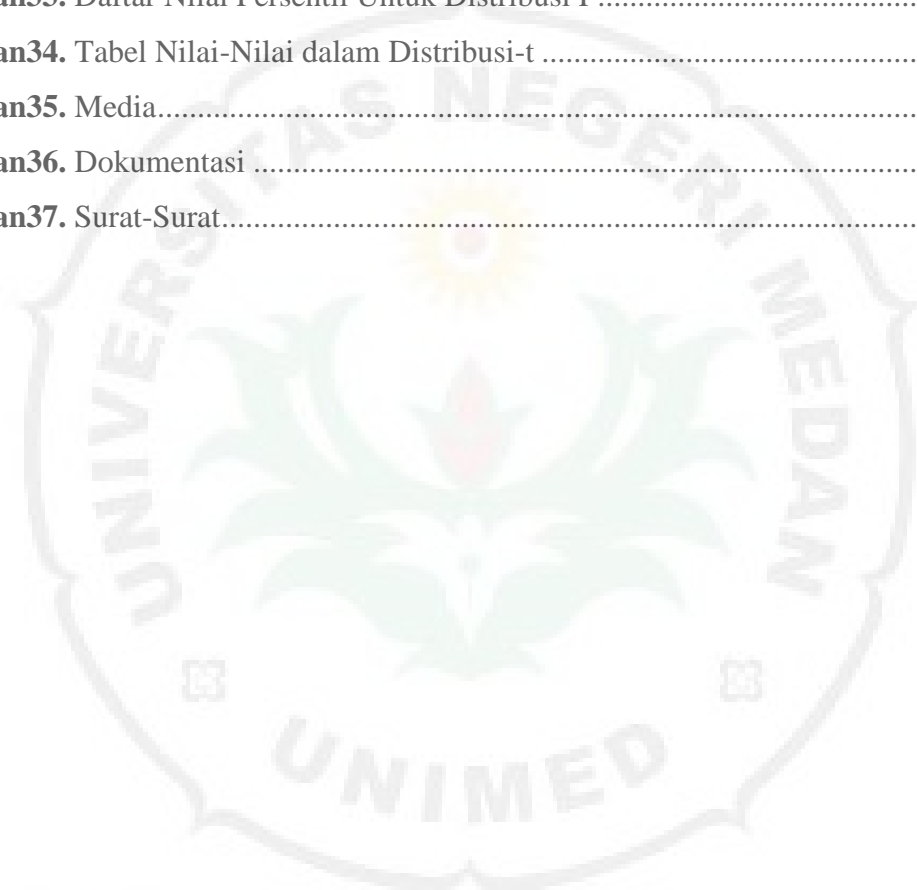 an33. Daftar Nilai Persentil Untuk Distribusi F
an34. Tabel Nilai-Nilai dalam Distribusi-t
an35. Media
an36. Dokumentasi
an37. Surat-Surat
UNIVERSITAS NEGERI MEDAN
UNIMED